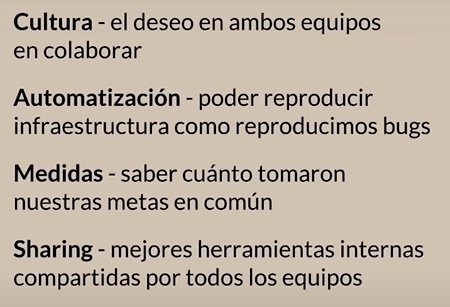 Cultura - el deseo en ambos equipos
en colaborar
Automatización - poder reproducir
infraestructura como reproducimos bugs
Medidas - saber cuánto tomaron
nuestras metas en común
Sharing - mejores herramientas internas
compartidas por todos los equipos